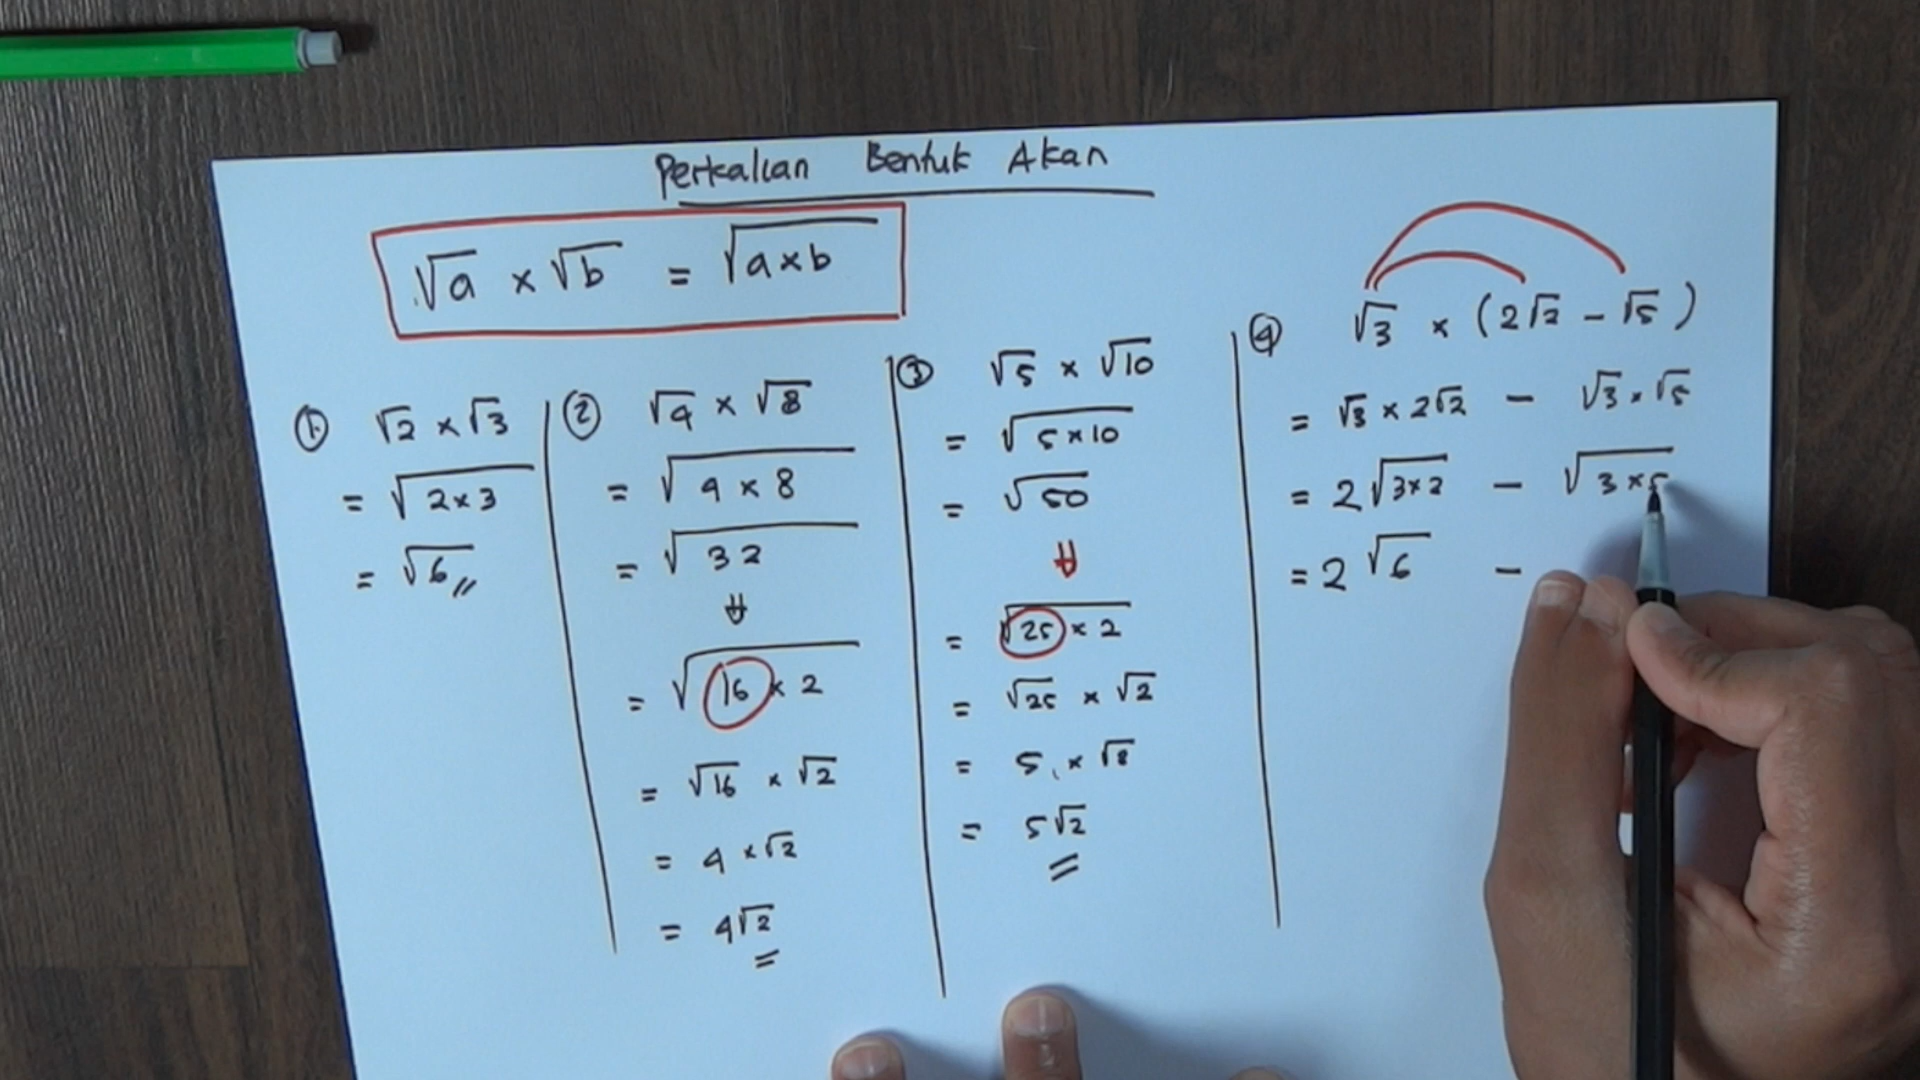 Perkalian Bentuk Akan
√a × √b = √a×b
① √2 × √3
= √2×3
= √6 //
② √4 × √8
= √4 × 8
= √32
⇓
= √16 × 2
= √16 × √2
= 4 × √2
= 4√2
③ √5 × √10
= √5×10
= √50
⇓
= √25 × 2
= √25 × √2
= 5 × √8
= 5√2
④ √3 × (2√2 - √5)
= √3 × 2√2 - √3 × √5
= 2√3×2 - √3×5
= 2√6 -